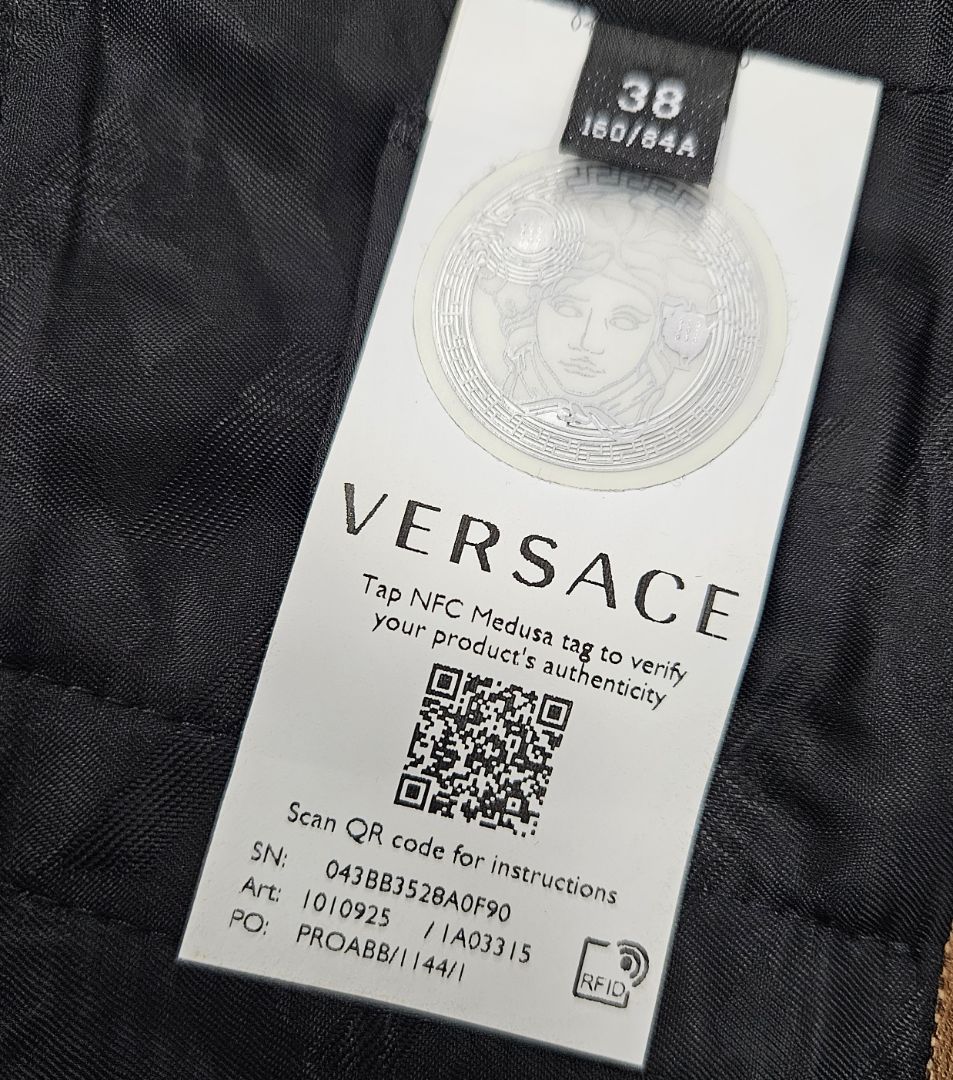 38
160/84A
VERSACE
Tap NFC Medusa tag to verify
your product's authenticity
Scan QR code for instructions
SN: 043BB3528A0F90
Art: 1010925 /1A03315
PO: PROABB/1144/1
RFID